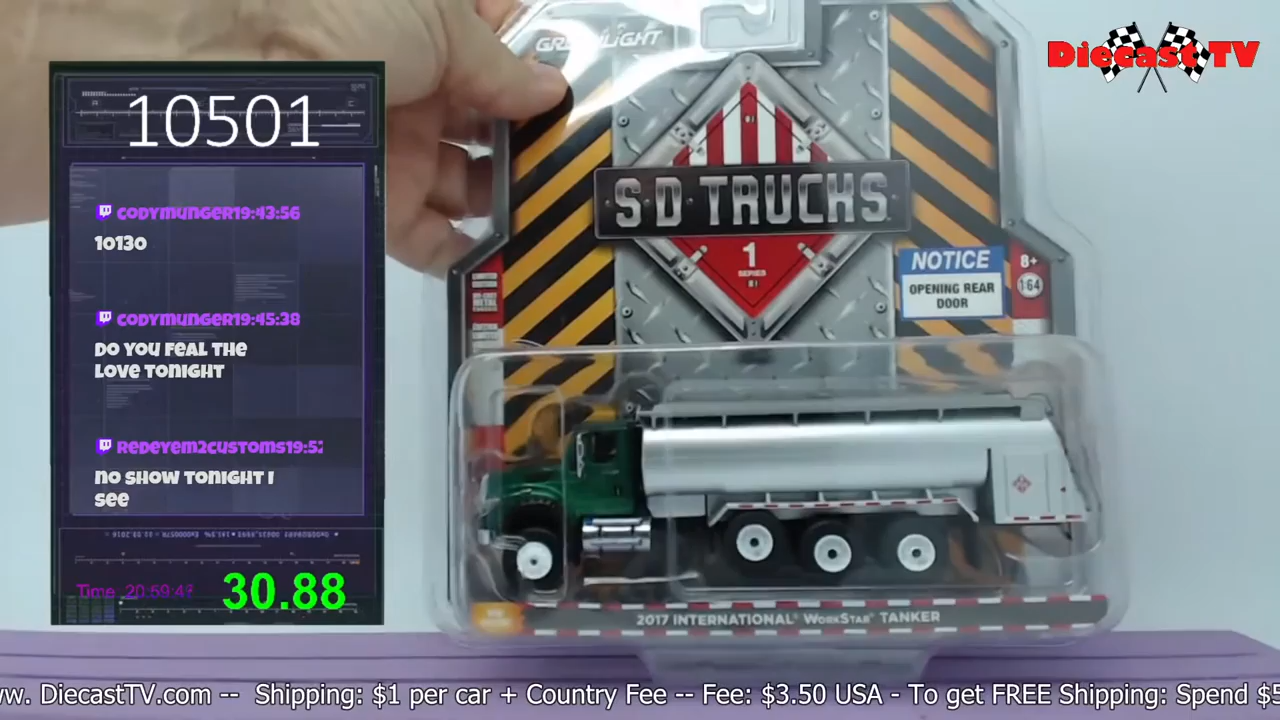 10501
codymunger19:43:56
10130
codymunger19:45:38
Do you feal the
love tonight
Redeyem2customs19:5
no show tonight I
see
Time 20:59:4
30.88
GREENLIGHT
S·D TRUCKS
1
SERIES
NOTICE
OPENING REAR
DOOR
8+
1:64
2017 INTERNATIONAL® WORKSTAR® TANKER
Diecast TV
w. DiecastTV.com -- Shipping: $1 per car + Country Fee -- Fee: $3.50 USA - To get FREE Shipping: Spend $5